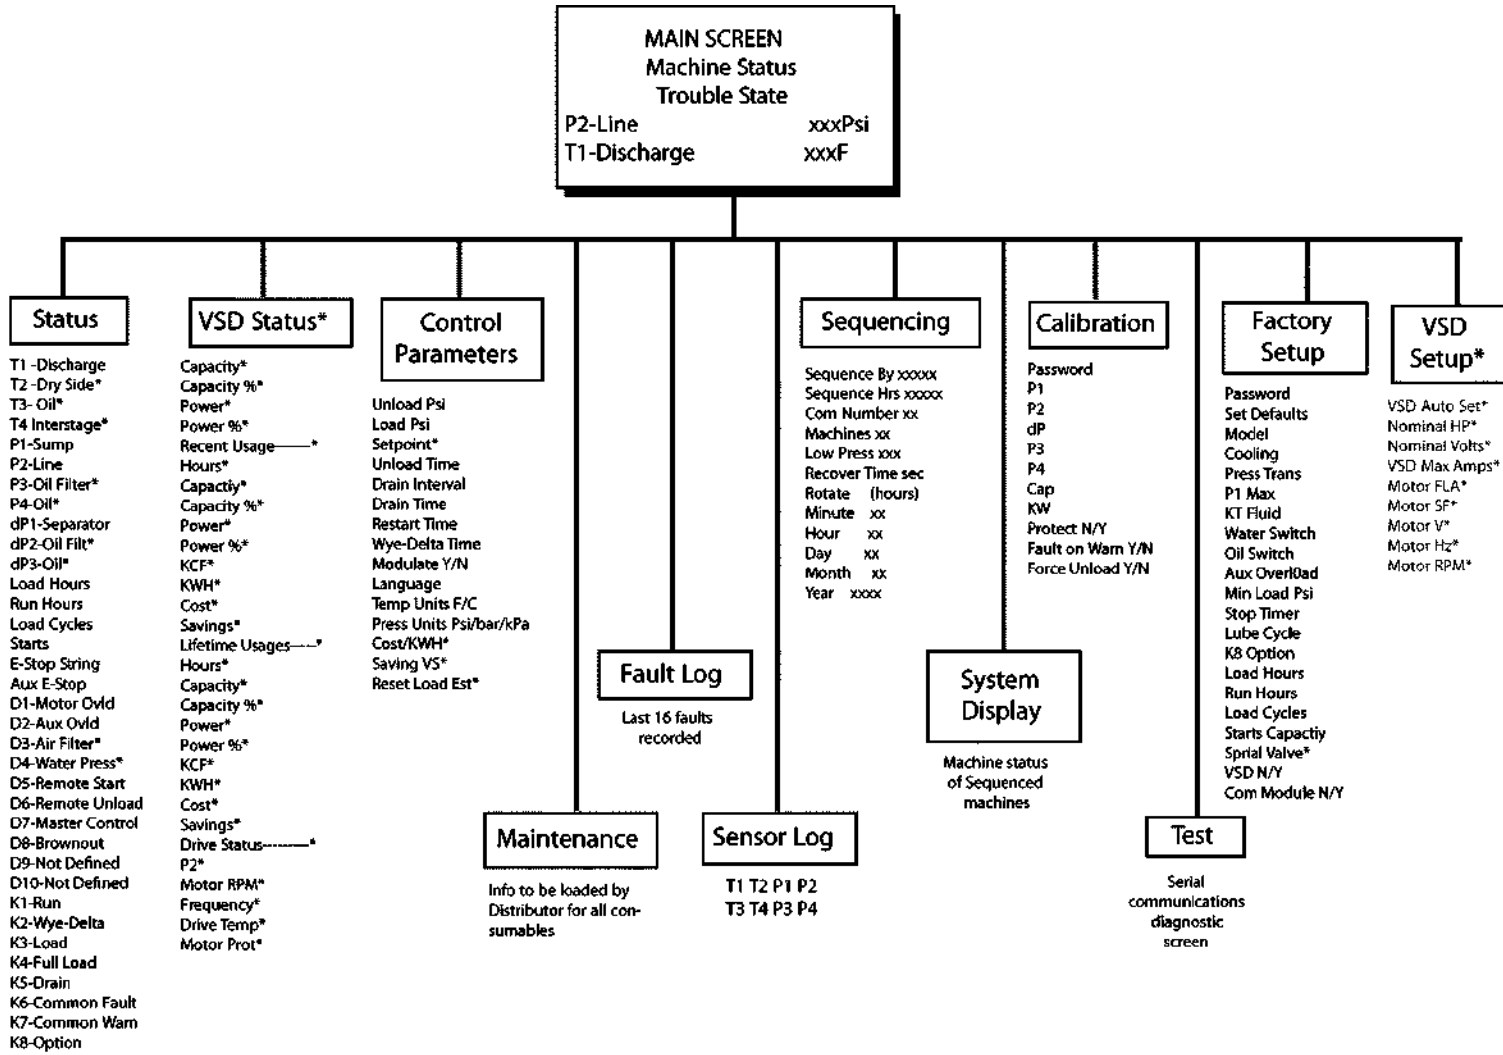 MAIN SCREEN
Machine Status
Trouble State
P2-Line xxxPsi
T1-Discharge xxxF
Status
T1 -Discharge
T2 -Dry Side*
T3- Oil*
T4 Interstage*
P1-Sump
P2-Line
P3-Oil Filter*
P4-Oil*
dP1-Separator
dP2-Oil Filt*
dP3-Oil*
Load Hours
Run Hours
Load Cycles
Starts
E-Stop String
Aux E-Stop
D1-Motor Ovld
D2-Aux Ovld
D3-Air Filter*
D4-Water Press*
D5-Remote Start
D6-Remote Unload
D7-Master Control
D8-Brownout
D9-Not Defined
D10-Not Defined
K1-Run
K2-Wye-Delta
K3-Load
K4-Full Load
K5-Drain
K6-Common Fault
K7-Common Warn
K8-Option
VSD Status*
Capacity*
Capacity %*
Power*
Power %*
Recent Usage------*
Hours*
Capactiy*
Capacity %*
Power*
Power %*
KCF*
KWH*
Cost*
Savings*
Lifetime Usages-----*
Hours*
Capacity*
Capacity %*
Power*
Power %*
KCF*
KWH*
Cost*
Savings*
Drive Status---------*
P2*
Motor RPM*
Frequency*
Drive Temp*
Motor Prot*
Control
Parameters
Unload Psi
Load Psi
Setpoint*
Unload Time
Drain Interval
Drain Time
Restart Time
Wye-Delta Time
Modulate Y/N
Language
Temp Units F/C
Press Units Psi/bar/kPa
Cost/KWH*
Saving VS*
Reset Load Est*
Maintenance
Info to be loaded by
Distributor for all con-
sumables
Fault Log
Last 16 faults
recorded
Sensor Log
T1 T2 P1 P2
T3 T4 P3 P4
Sequencing
Sequence By xxxxx
Sequence Hrs xxxxx
Com Number xx
Machines xx
Low Press xxx
Recover Time sec
Rotate (hours)
Minute xx
Hour xx
Day xx
Month xx
Year xxxx
System
Display
Machine status
of Sequenced
machines
Calibration
Password
P1
P2
dP
P3
P4
Cap
KW
Protect N/Y
Fault on Warn Y/N
Force Unload Y/N
Test
Serial
communications
diagnostic
screen
Factory
Setup
Password
Set Defaults
Model
Cooling
Press Trans
P1 Max
KT Fluid
Water Switch
Oil Switch
Aux Overl0ad
Min Load Psi
Stop Timer
Lube Cycle
K8 Option
Load Hours
Run Hours
Load Cycles
Starts Capactiy
Sprial Valve*
VSD N/Y
Com Module N/Y
VSD
Setup*
VSD Auto Set*
Nominal HP*
Nominal Volts*
VSD Max Amps*
Motor FLA*
Motor SF*
Motor V*
Motor Hz*
Motor RPM*